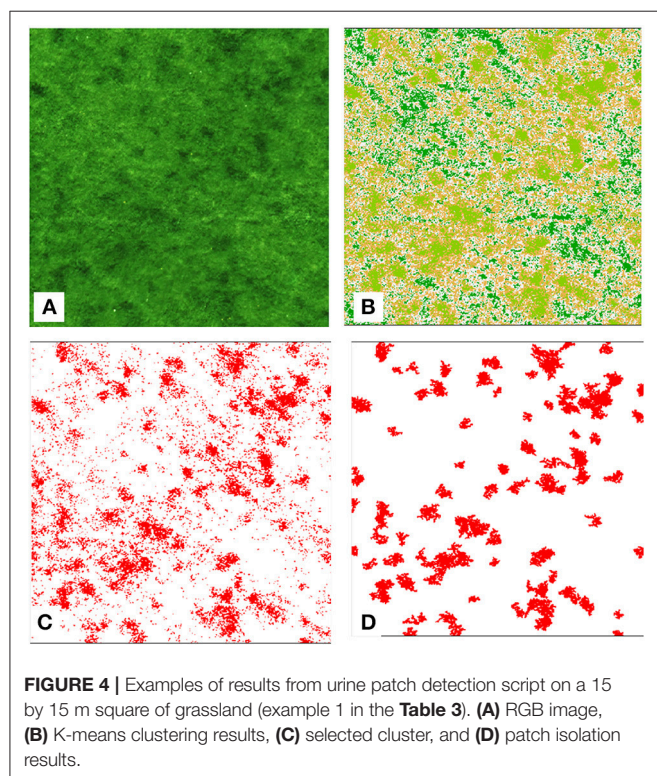 A
B
C
D
FIGURE 4 | Examples of results from urine patch detection script on a 15
by 15 m square of grassland (example 1 in the Table 3). (A) RGB image,
(B) K-means clustering results, (C) selected cluster, and (D) patch isolation
results.